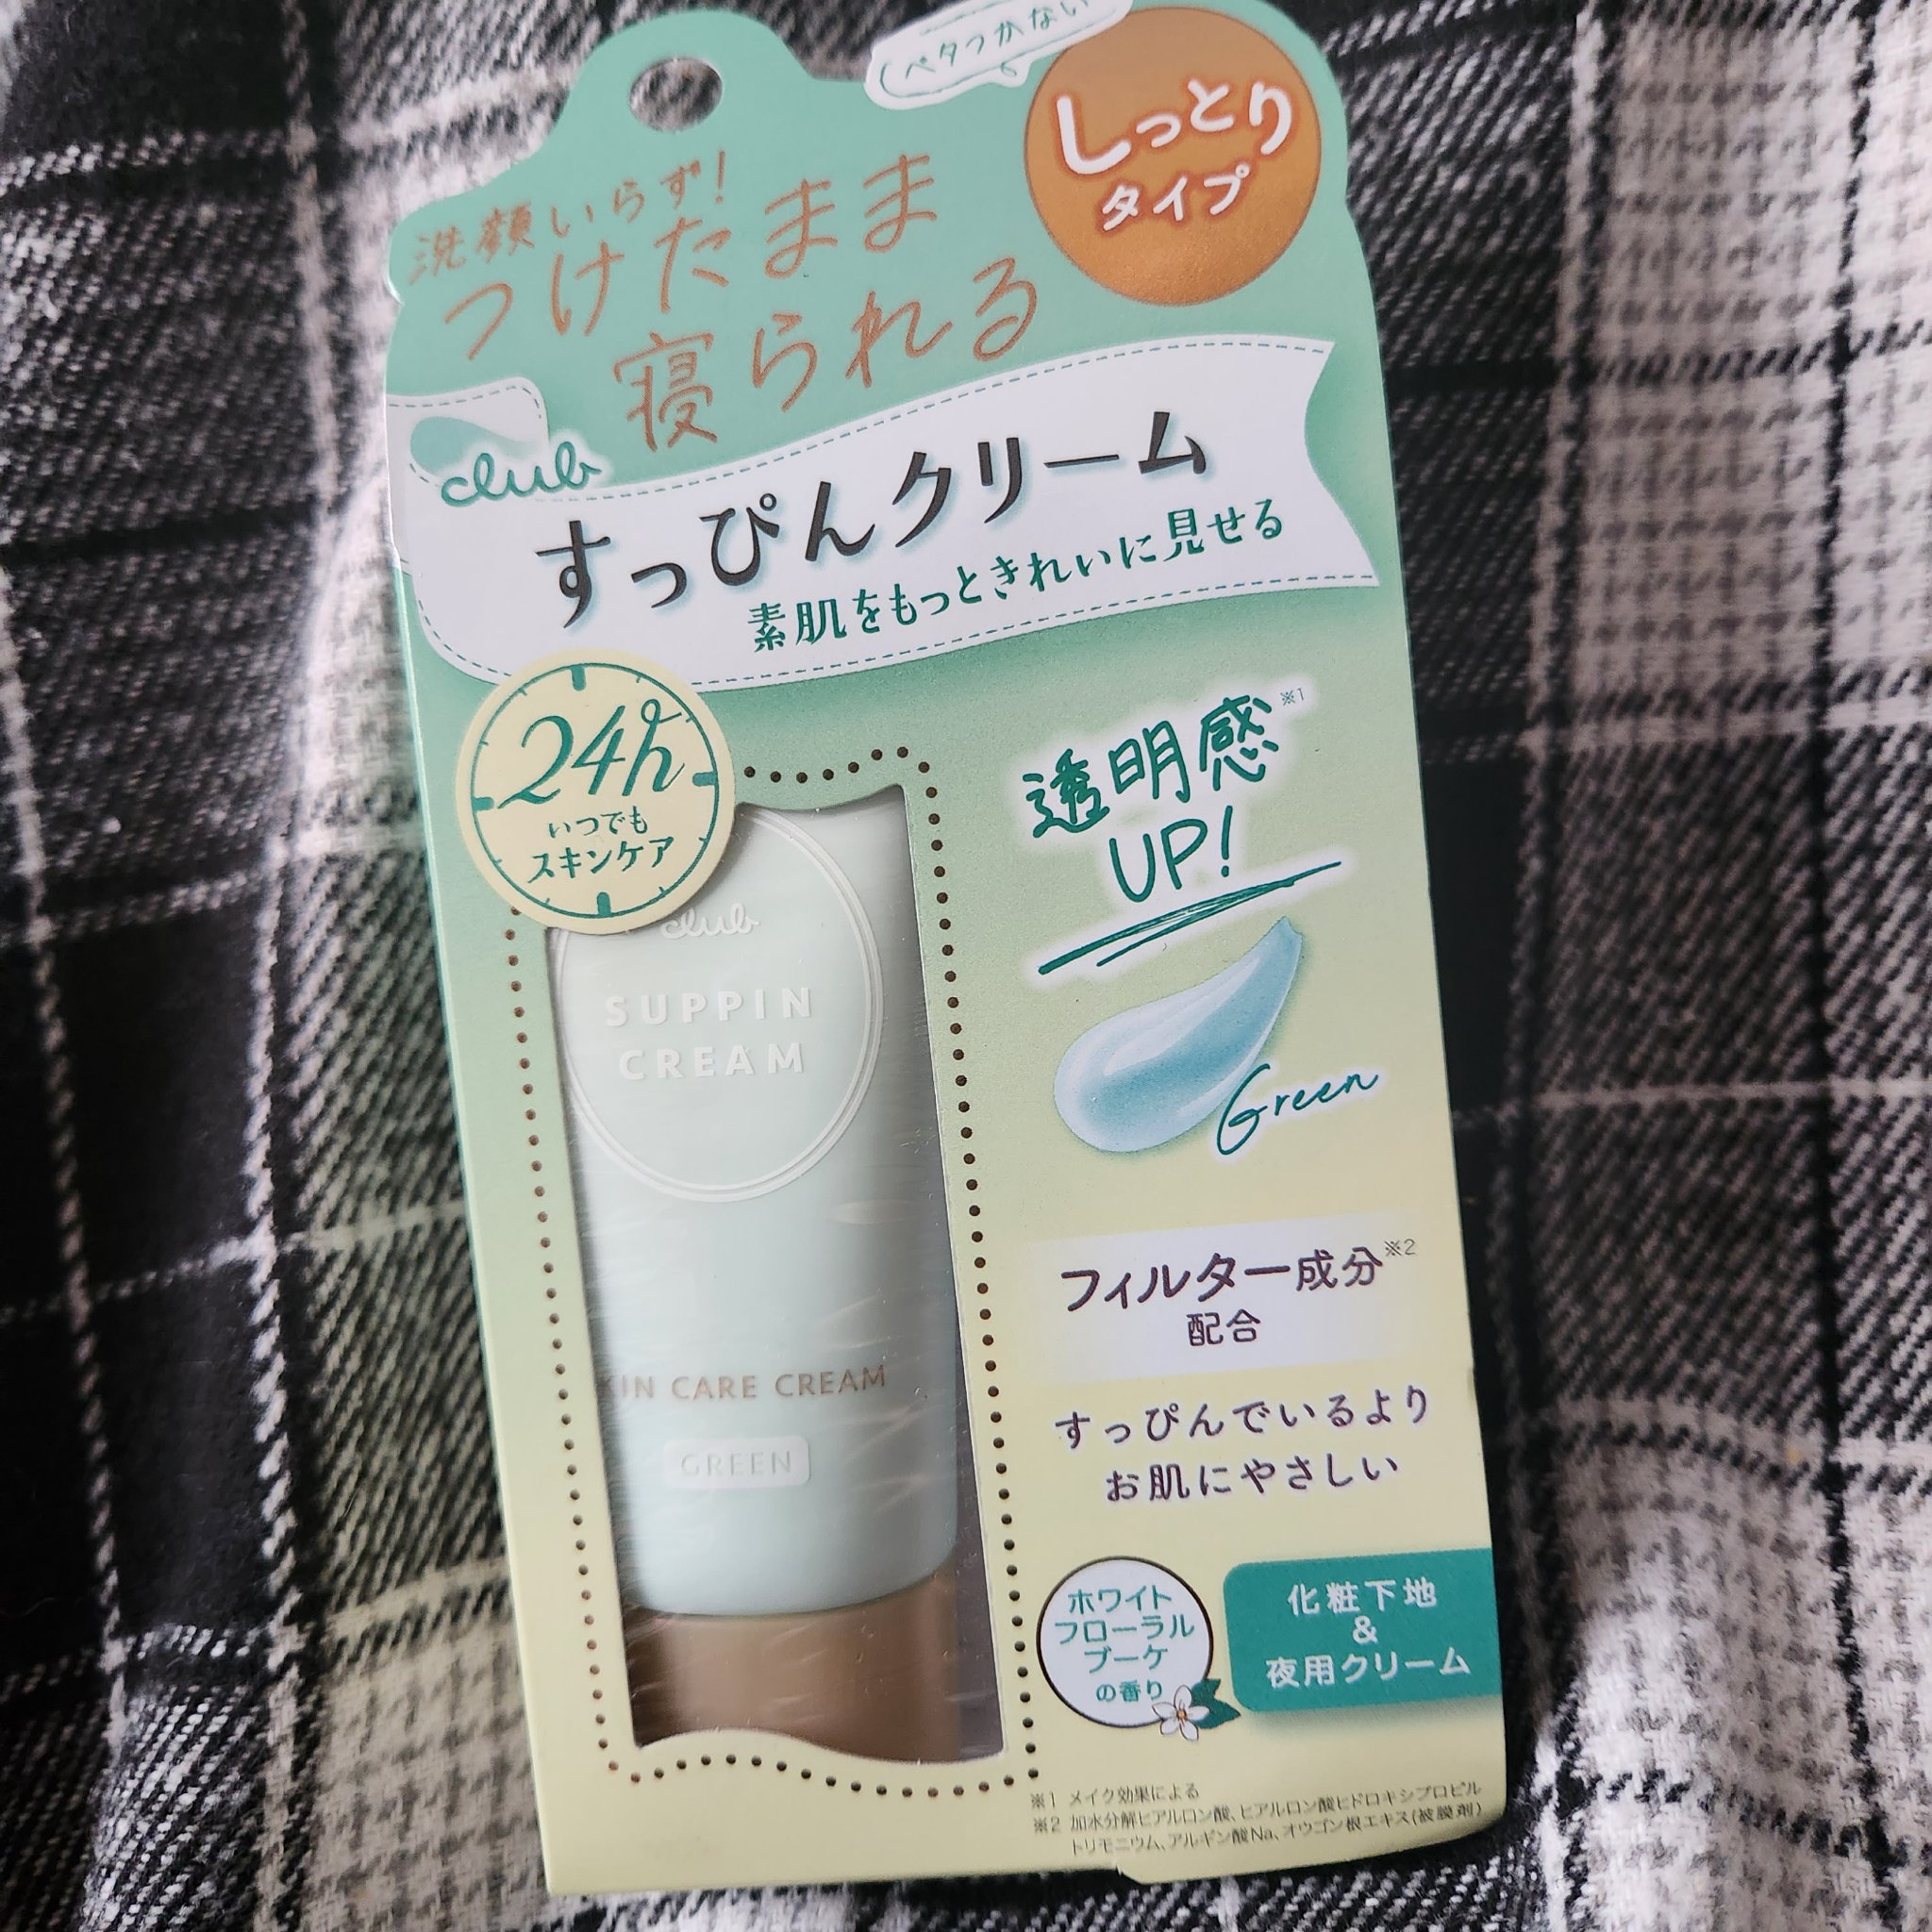 ベタつかない
しっとり
タイプ
洗顔いらず!
つけたまま
寝られる
club
すっぴんクリーム
素肌をもっときれいに見せる
24h
いつでも
スキンケア
透明感※1
UP!
Green
club
SUPPIN
CREAM
KIN CARE CREAM
GREEN
フィルター成分※2
配合
すっぴんでいるより
お肌にやさしい
ホワイト
フローラル
ブーケ
の香り
化粧下地
&
夜用クリーム
※1 メイク効果による
※2 加水分解ヒアルロン酸、ヒアルロン酸ヒドロキシプロピル
トリモニウム、アルギン酸Na、オウゴン根エキス(被膜剤)